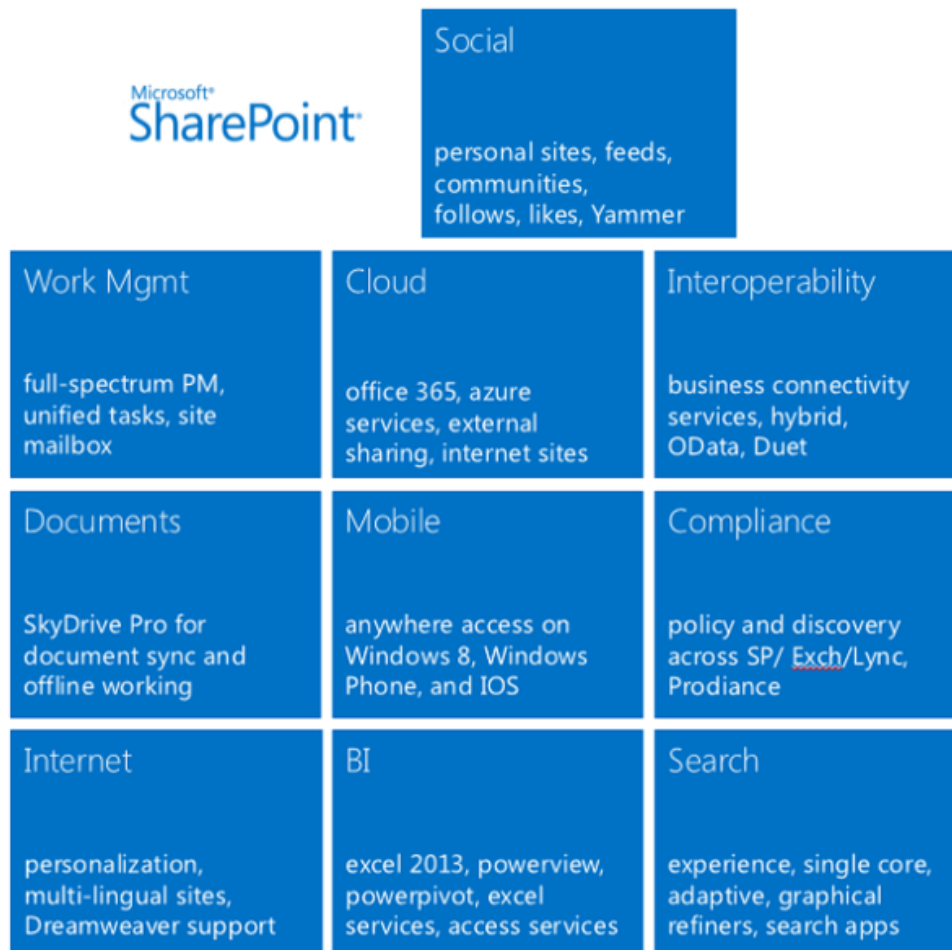 Microsoft®
SharePoint®
Social
personal sites, feeds,
communities,
follows, likes, Yammer
Work Mgmt
full-spectrum PM,
unified tasks, site
mailbox
Cloud
office 365, azure
services, external
sharing, internet sites
Interoperability
business connectivity
services, hybrid,
OData, Duet
Documents
SkyDrive Pro for
document sync and
offline working
Mobile
anywhere access on
Windows 8, Windows
Phone, and IOS
Compliance
policy and discovery
across SP/ Exch/Lync,
Prodiance
Internet
personalization,
multi-lingual sites,
Dreamweaver support
BI
excel 2013, powerview,
powerpivot, excel
services, access services
Search
experience, single core,
adaptive, graphical
refiners, search apps